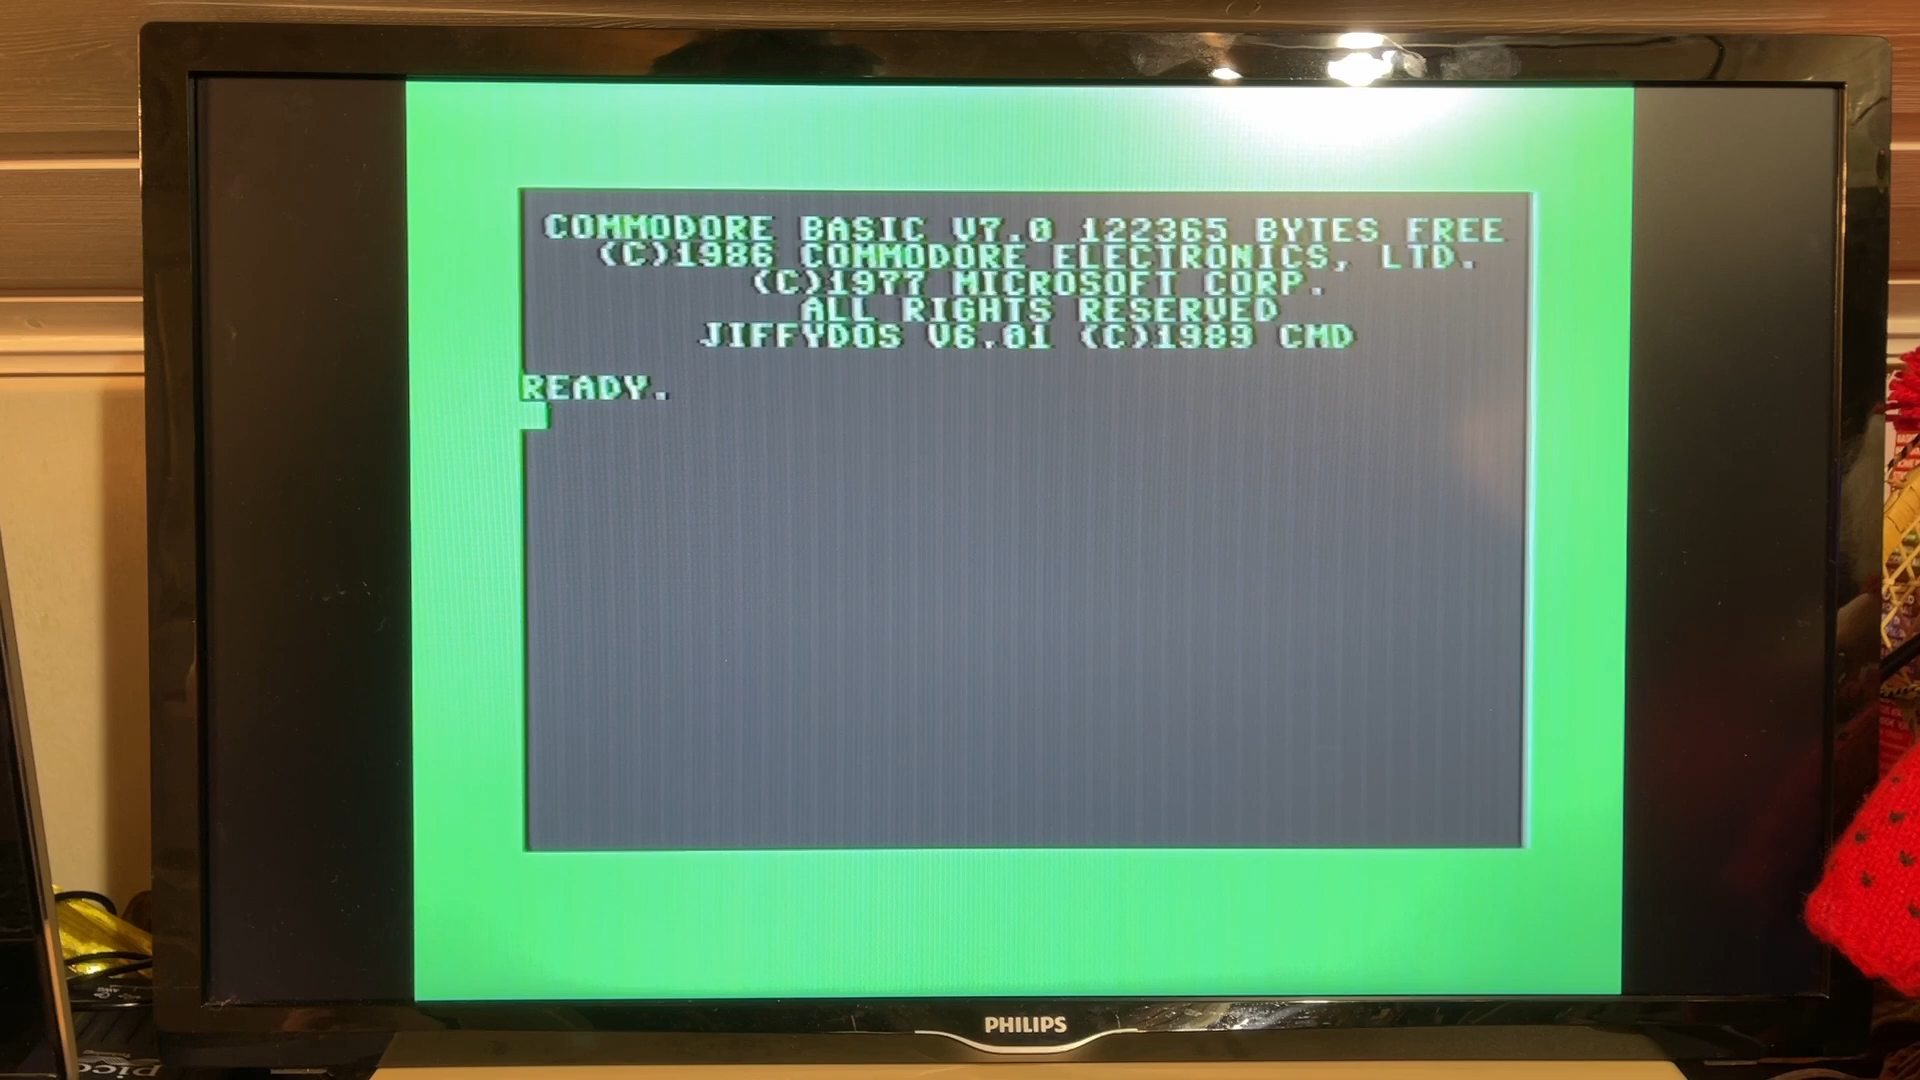 COMMODORE BASIC V7.0 122365 BYTES FREE
(C)1986 COMMODORE ELECTRONICS, LTD.
(C)1977 MICROSOFT CORP.
ALL RIGHTS RESERVED
JIFFYDOS V6.01 (C)1989 CMD
READY.
PHILIPS
pico